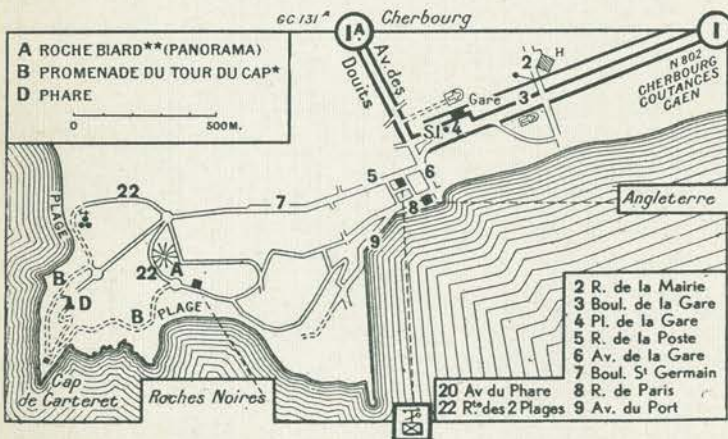 GC 131ᴬ
Cherbourg
IA.
I
A ROCHE BIARD** (PANORAMA)
B PROMENADE DU TOUR DU CAP*
D PHARE
0 500M.
Av. des
Douits
2
H
Gare
3
N 802
CHERBOURG
COUTANCES
CAEN
S.I.
4
5
6
7
8
9
Angleterre
PLAGE
22
22
A
B
D
B
PLAGE
Cap
de Carteret
Roches Noires
2 R. de la Mairie
3 Boul. de la Gare
4 Pl. de la Gare
5 R. de la Poste
6 Av. de la Gare
7 Boul. Sᵗ Germain
8 R. de Paris
9 Av. du Port
20 Av du Phare
22 Rᵗᵉ des 2 Plages